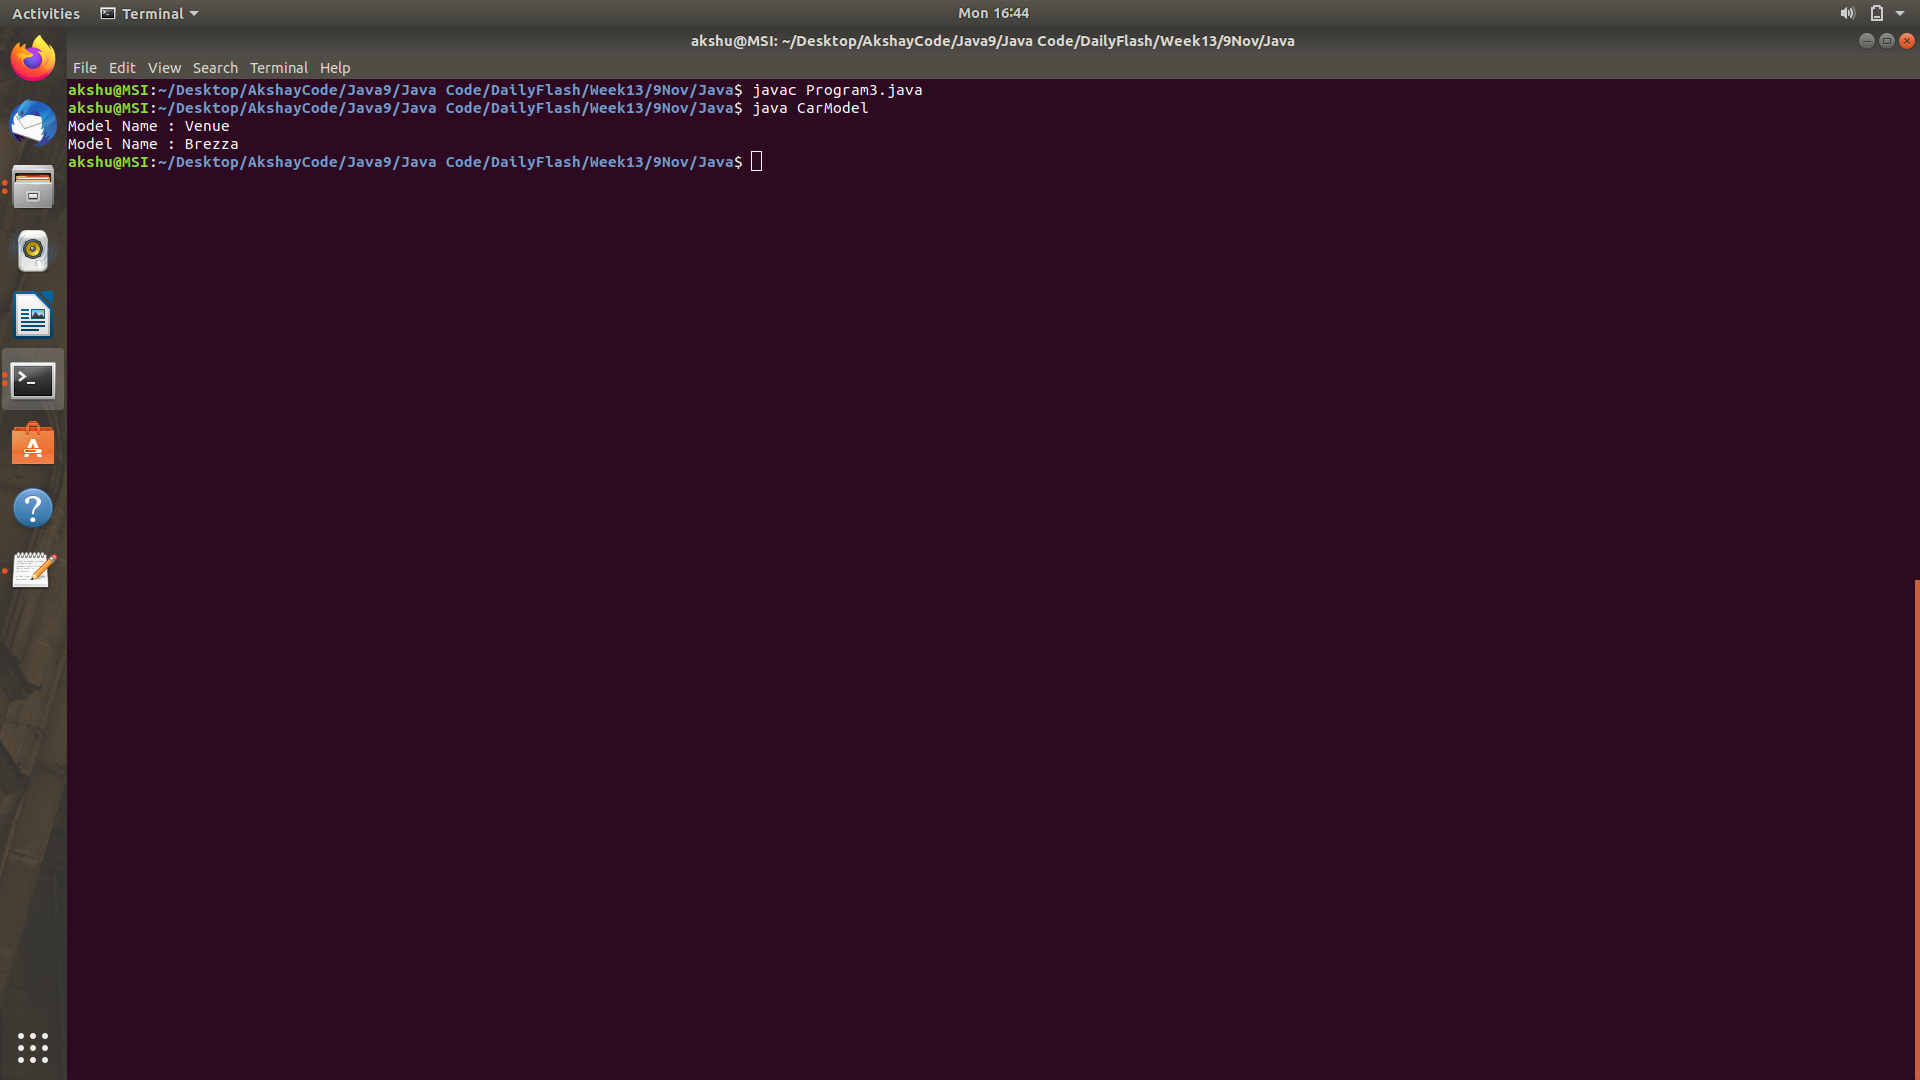 Activities Terminal Mon 16:44
akshu@MSI: ~/Desktop/AkshayCode/Java9/Java Code/DailyFlash/Week13/9Nov/Java
File Edit View Search Terminal Help
akshu@MSI:~/Desktop/AkshayCode/Java9/Java Code/DailyFlash/Week13/9Nov/Java$ javac Program3.java
akshu@MSI:~/Desktop/AkshayCode/Java9/Java Code/DailyFlash/Week13/9Nov/Java$ java CarModel
Model Name : Venue
Model Name : Brezza
akshu@MSI:~/Desktop/AkshayCode/Java9/Java Code/DailyFlash/Week13/9Nov/Java$